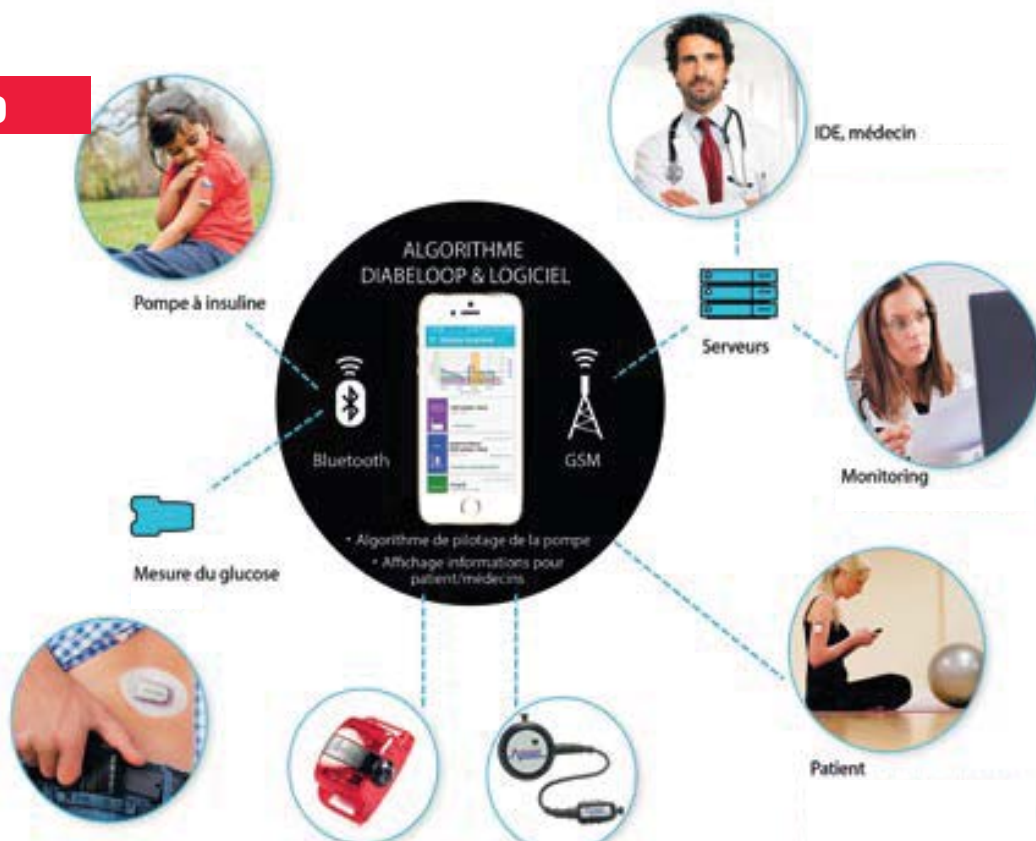 IDE, médecin
ALGORITHME
DIABELOOP & LOGICIEL
Pompe à insuline
Serveurs
Bluetooth
GSM
Monitoring
• Algorithme de pilotage de la pompe
• Affichage informations pour
patient/médecins
Mesure du glucose
Patient